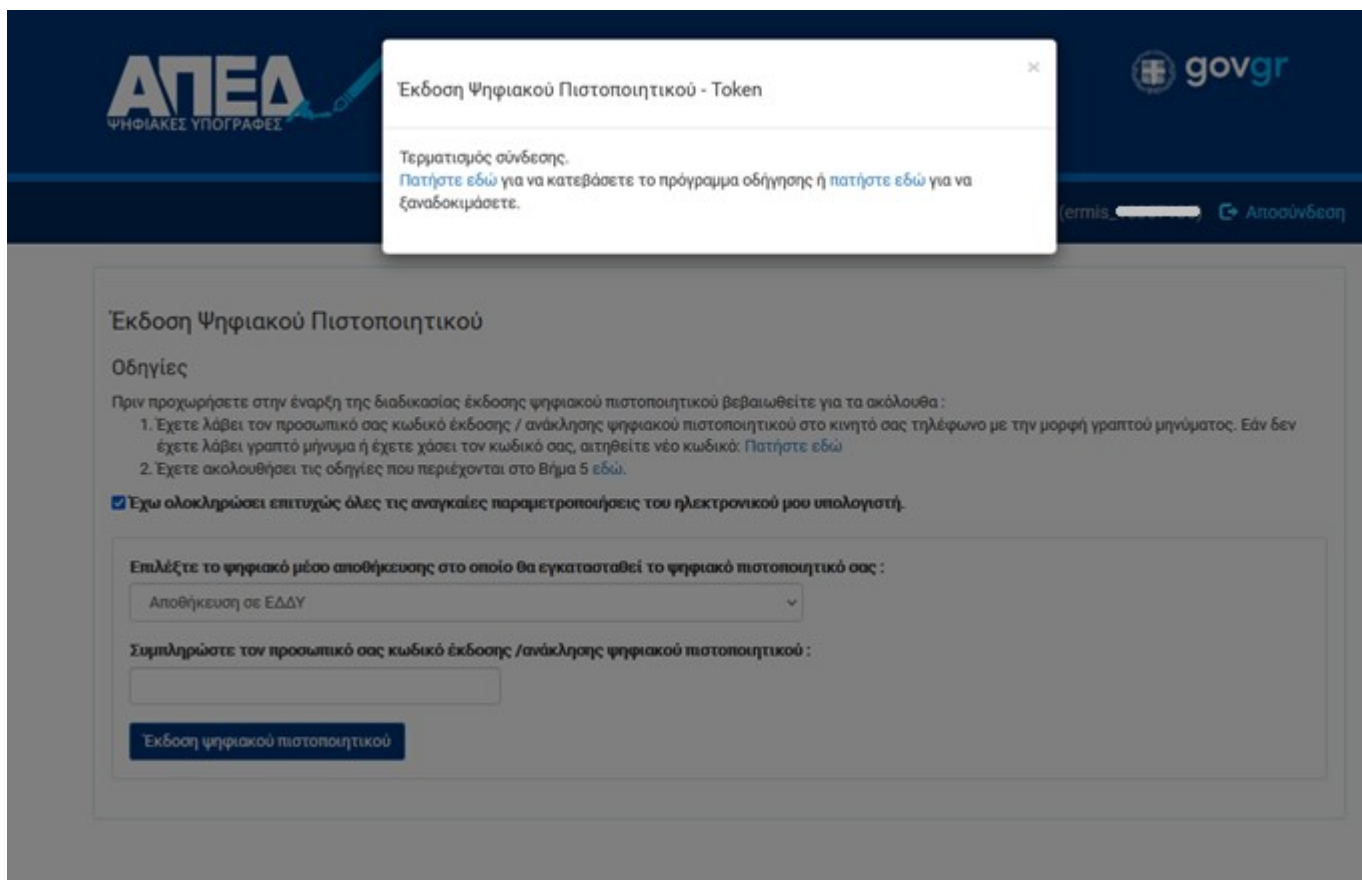 ΑΠΕΔ
ΨΗΦΙΑΚΕΣ ΥΠΟΓΡΑΦΕΣ
govgr
Έκδοση Ψηφιακού Πιστοποιητικού - Token
×
Τερματισμός σύνδεσης.
Πατήστε εδώ για να κατεβάσετε το πρόγραμμα οδήγησης ή πατήστε εδώ για να
ξαναδοκιμάσετε.
(ermis_ ) Αποσύνδεση
Έκδοση Ψηφιακού Πιστοποιητικού
Οδηγίες
Πριν προχωρήσετε στην έναρξη της διαδικασίας έκδοσης ψηφιακού πιστοποιητικού βεβαιωθείτε για τα ακόλουθα :
1. Έχετε λάβει τον προσωπικό σας κωδικό έκδοσης / ανάκλησης ψηφιακού πιστοποιητικού στο κινητό σας τηλέφωνο με την μορφή γραπτού μηνύματος. Εάν δεν
έχετε λάβει γραπτό μήνυμα ή έχετε χάσει τον κωδικό σας, αιτηθείτε νέο κωδικό: Πατήστε εδώ
2. Έχετε ακολουθήσει τις οδηγίες που περιέχονται στο Βήμα 5 εδώ.
Έχω ολοκληρώσει επιτυχώς όλες τις αναγκαίες παραμετροποιήσεις του ηλεκτρονικού μου υπολογιστή.
Επιλέξτε το ψηφιακό μέσο αποθήκευσης στο οποίο θα εγκατασταθεί το ψηφιακό πιστοποιητικό σας :
Αποθήκευση σε ΕΔΔΥ
Συμπληρώστε τον προσωπικό σας κωδικό έκδοσης /ανάκλησης ψηφιακού πιστοποιητικού :
Έκδοση ψηφιακού πιστοποιητικού